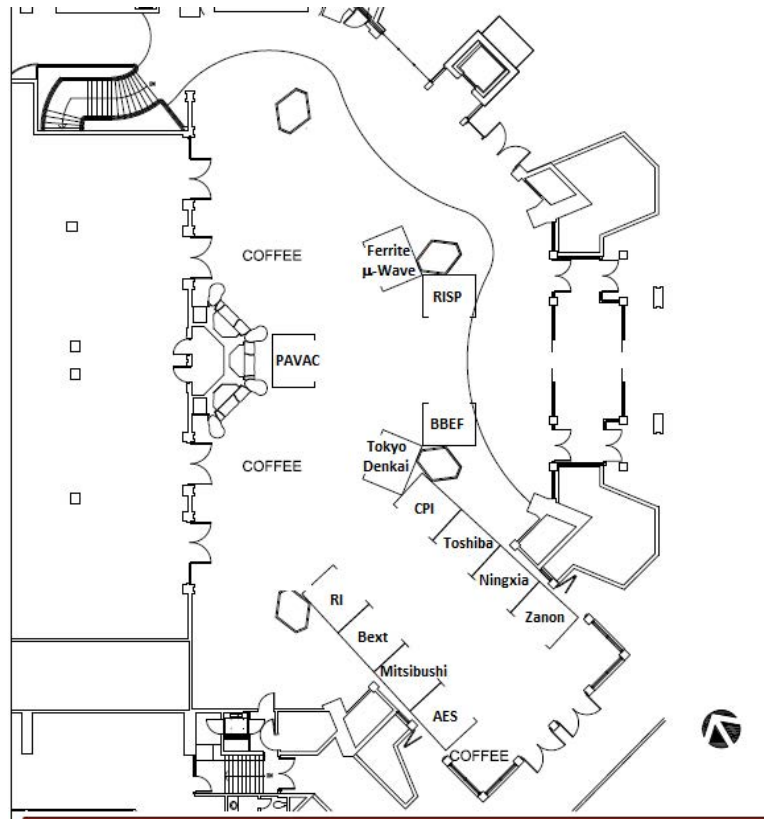 COFFEE
Ferrite
µ-Wave
RISP
PAVAC
BBEF
Tokyo
Denkai
COFFEE
CPI
Toshiba
Ningxia
Zanon
RI
Bext
Mitsibushi
AES
COFFEE